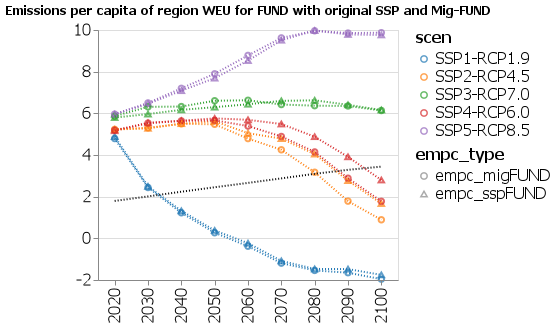 Emissions per capita of region WEU for FUND with original SSP and Mig-FUND
10
8
6
4
2
0
-2
2020
2030
2040
2050
2060
2070
2080
2090
2100
scen
SSP1-RCP1.9
SSP2-RCP4.5
SSP3-RCP7.0
SSP4-RCP6.0
SSP5-RCP8.5
empc_type
empc_migFUND
empc_sspFUND